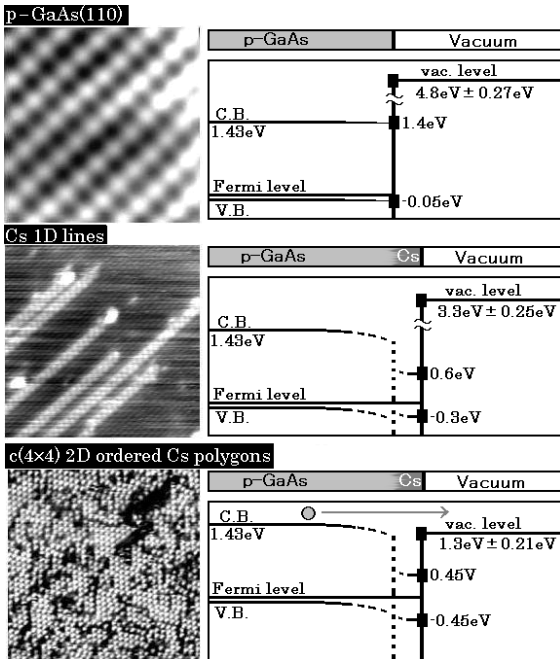 p-GaAs(110)
p-GaAs Vacuum
vac. level
4.8eV ± 0.27eV
C.B.
1.43eV 1.4eV
Fermi level
V.B. -0.05eV
Cs 1D lines
p-GaAs Cs Vacuum
vac. level
3.3eV ± 0.25eV
C.B.
1.43eV
0.6eV
Fermi level
V.B. -0.3eV
c(4×4) 2D ordered Cs polygons
p-GaAs Cs Vacuum
C.B.
vac. level
1.43eV 1.3eV ± 0.21eV
0.45V
Fermi level
V.B. -0.45eV